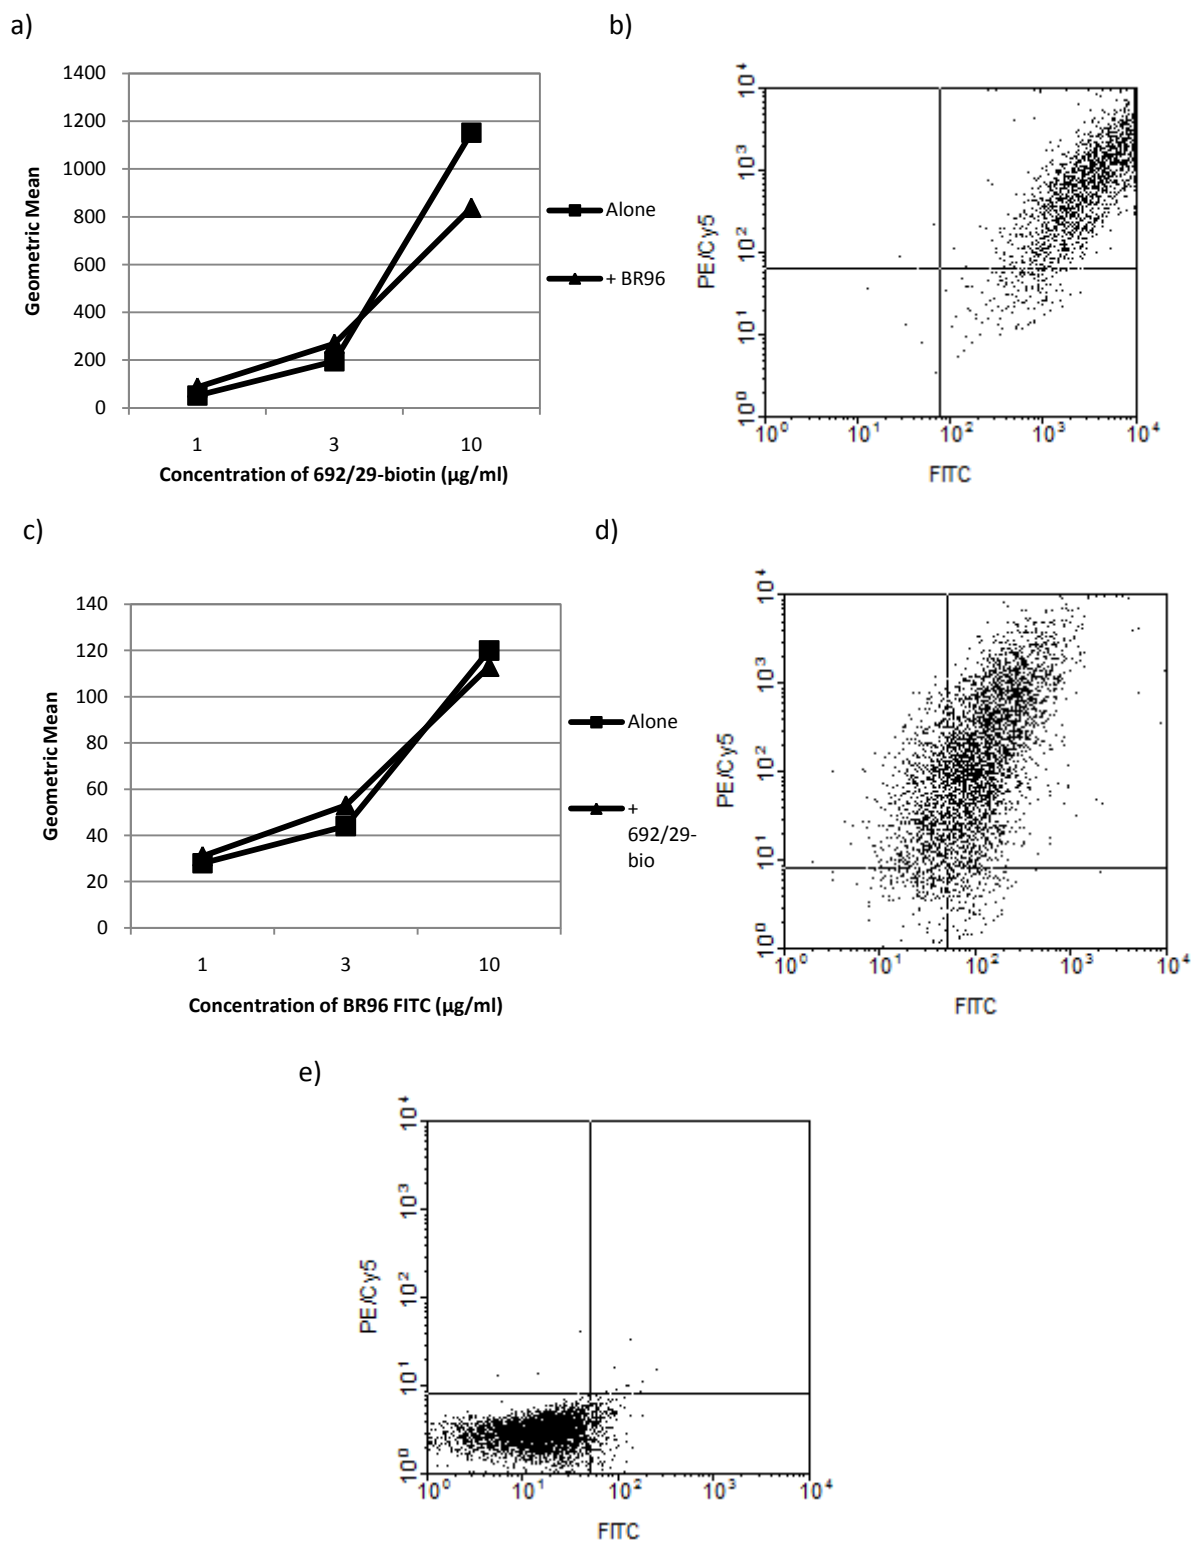 a)
b)
1400
1200
1000
800
600
400
200
0
Geometric Mean
1 3 10
Concentration of 692/29-biotin (µg/ml)
Alone
+ BR96
10⁴
10³
10²
10¹
10⁰
PE/Cy5
10⁰ 10¹ 10² 10³ 10⁴
FITC
c)
d)
140
120
100
80
60
40
20
0
Geometric Mean
1 3 10
Concentration of BR96 FITC (µg/ml)
Alone
+
692/29-
bio
10⁴
10³
10²
10¹
10⁰
PE/Cy5
10⁰ 10¹ 10² 10³ 10⁴
FITC
e)
10⁴
10³
10²
10¹
10⁰
PE/Cy5
10⁰ 10¹ 10² 10³ 10⁴
FITC